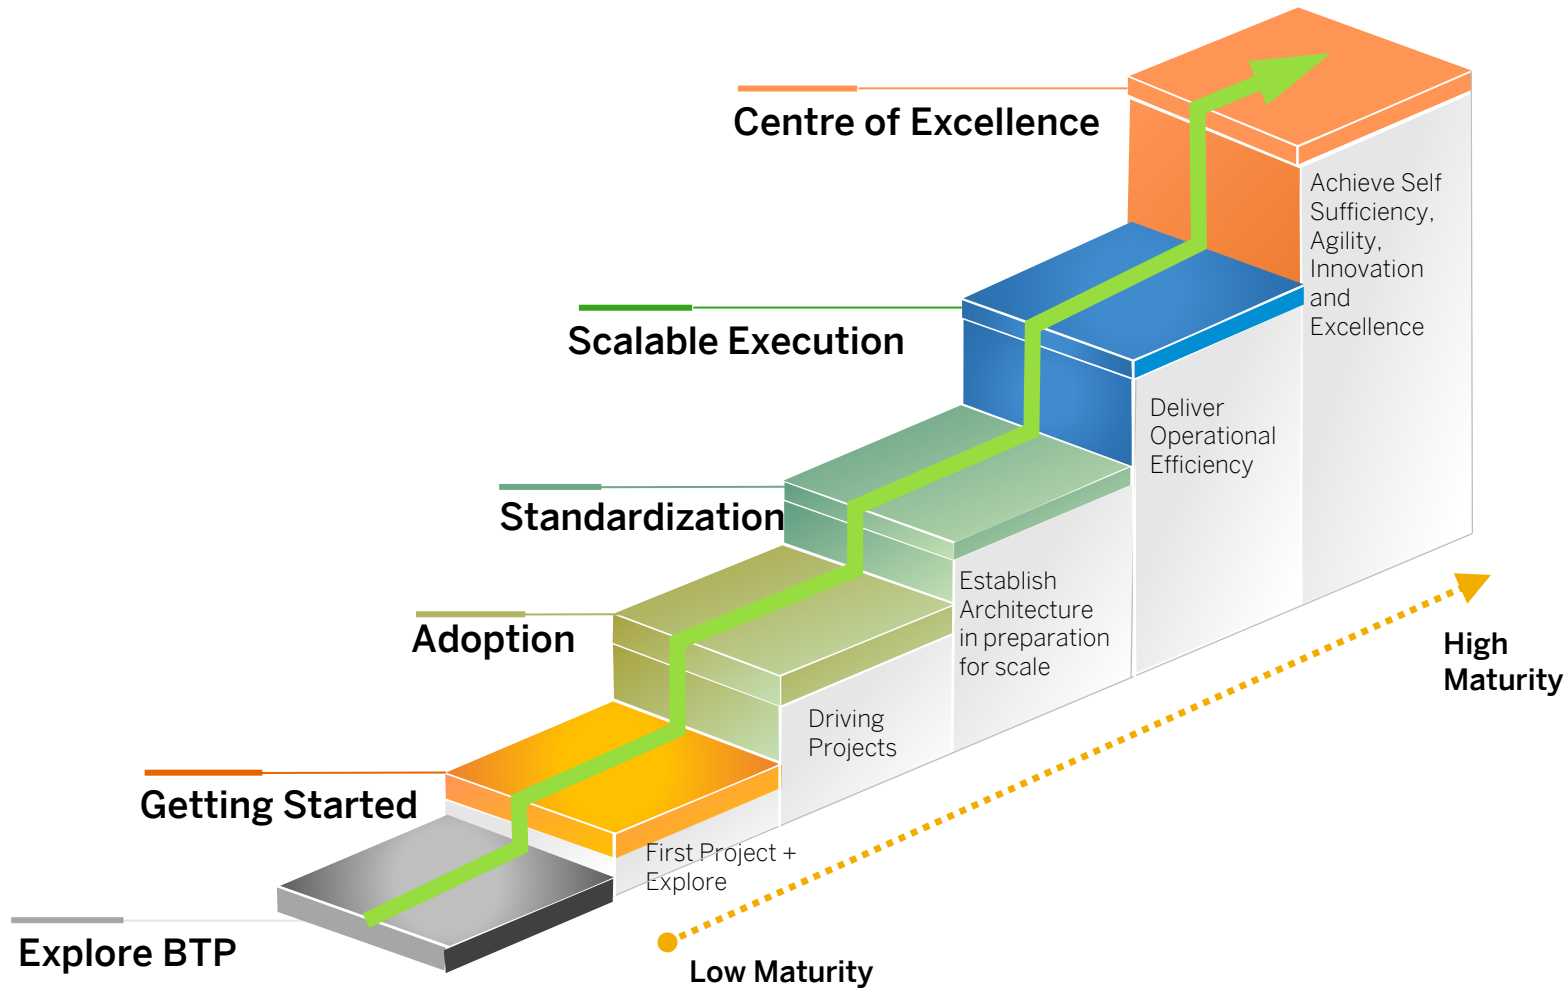 Centre of Excellence
Achieve Self
Sufficiency,
Agility,
Innovation
and
Excellence
Scalable Execution
Deliver
Operational
Efficiency
Standardization
Establish
Architecture
in preparation
for scale
Adoption
Driving
Projects
Getting Started
First Project +
Explore
Explore BTP
Low Maturity
High
Maturity